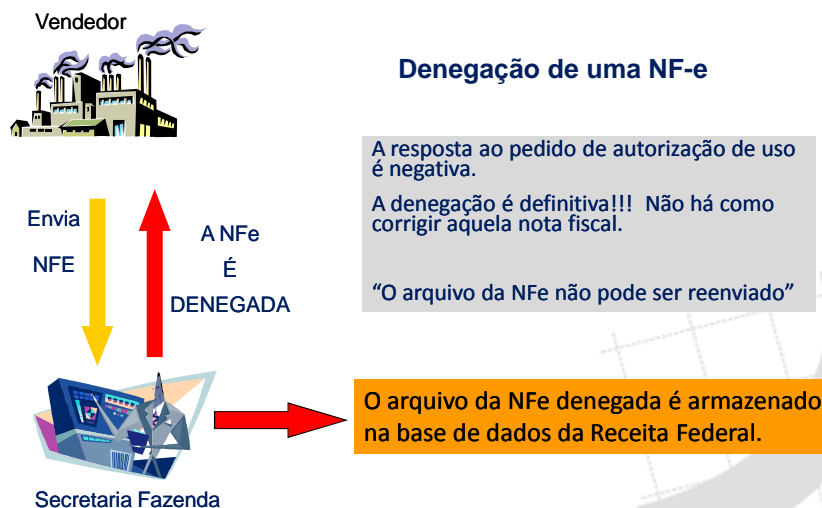 Vendedor
Denegação de uma NF-e
A resposta ao pedido de autorização de uso
é negativa.
A denegação é definitiva!!! Não há como
corrigir aquela nota fiscal.
“O arquivo da NFe não pode ser reenviado”
Envia
NFE
A NFe
É
DENEGADA
O arquivo da NFe denegada é armazenado
na base de dados da Receita Federal.
Secretaria Fazenda